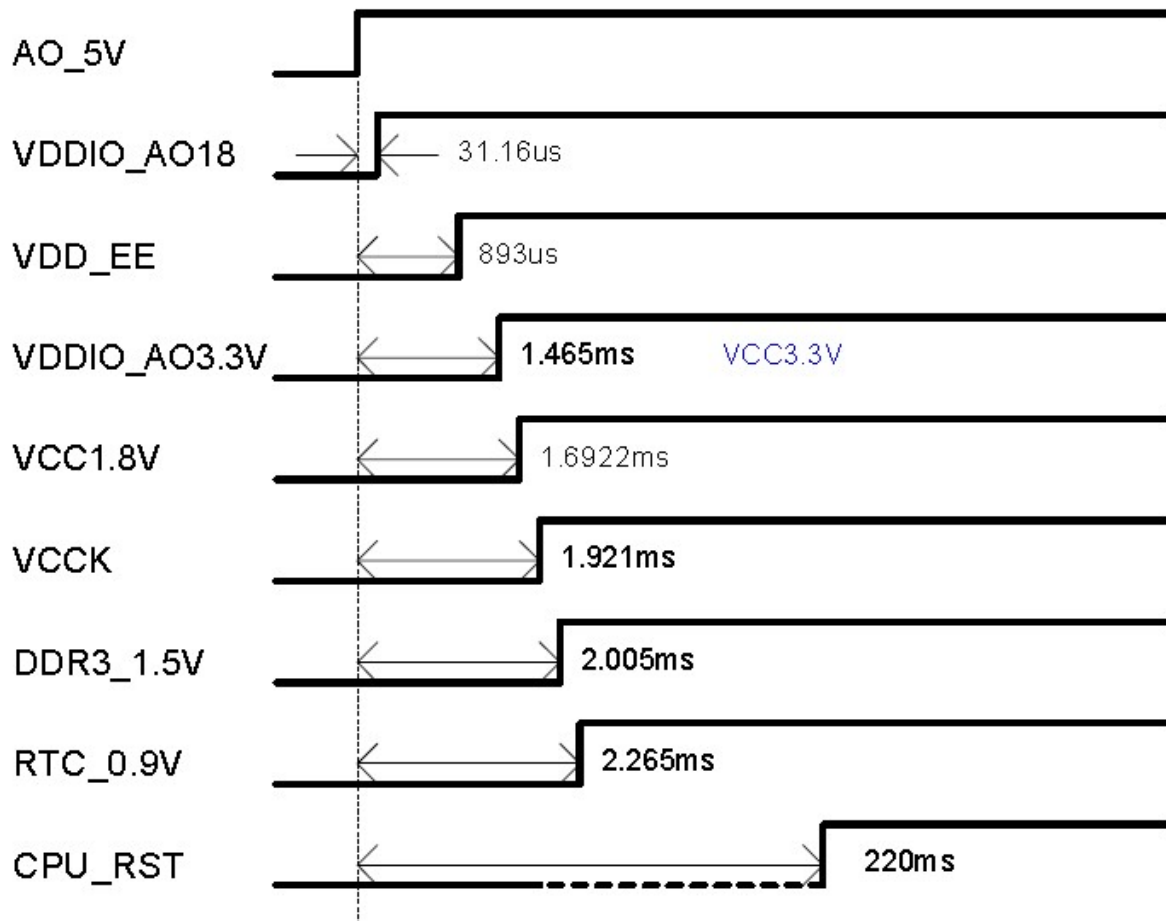 AO_5V
VDDIO_AO18 31.16us
VDD_EE 893us
VDDIO_AO3.3V 1.465ms VCC3.3V
VCC1.8V 1.6922ms
VCCK 1.921ms
DDR3_1.5V 2.005ms
RTC_0.9V 2.265ms
CPU_RST 220ms